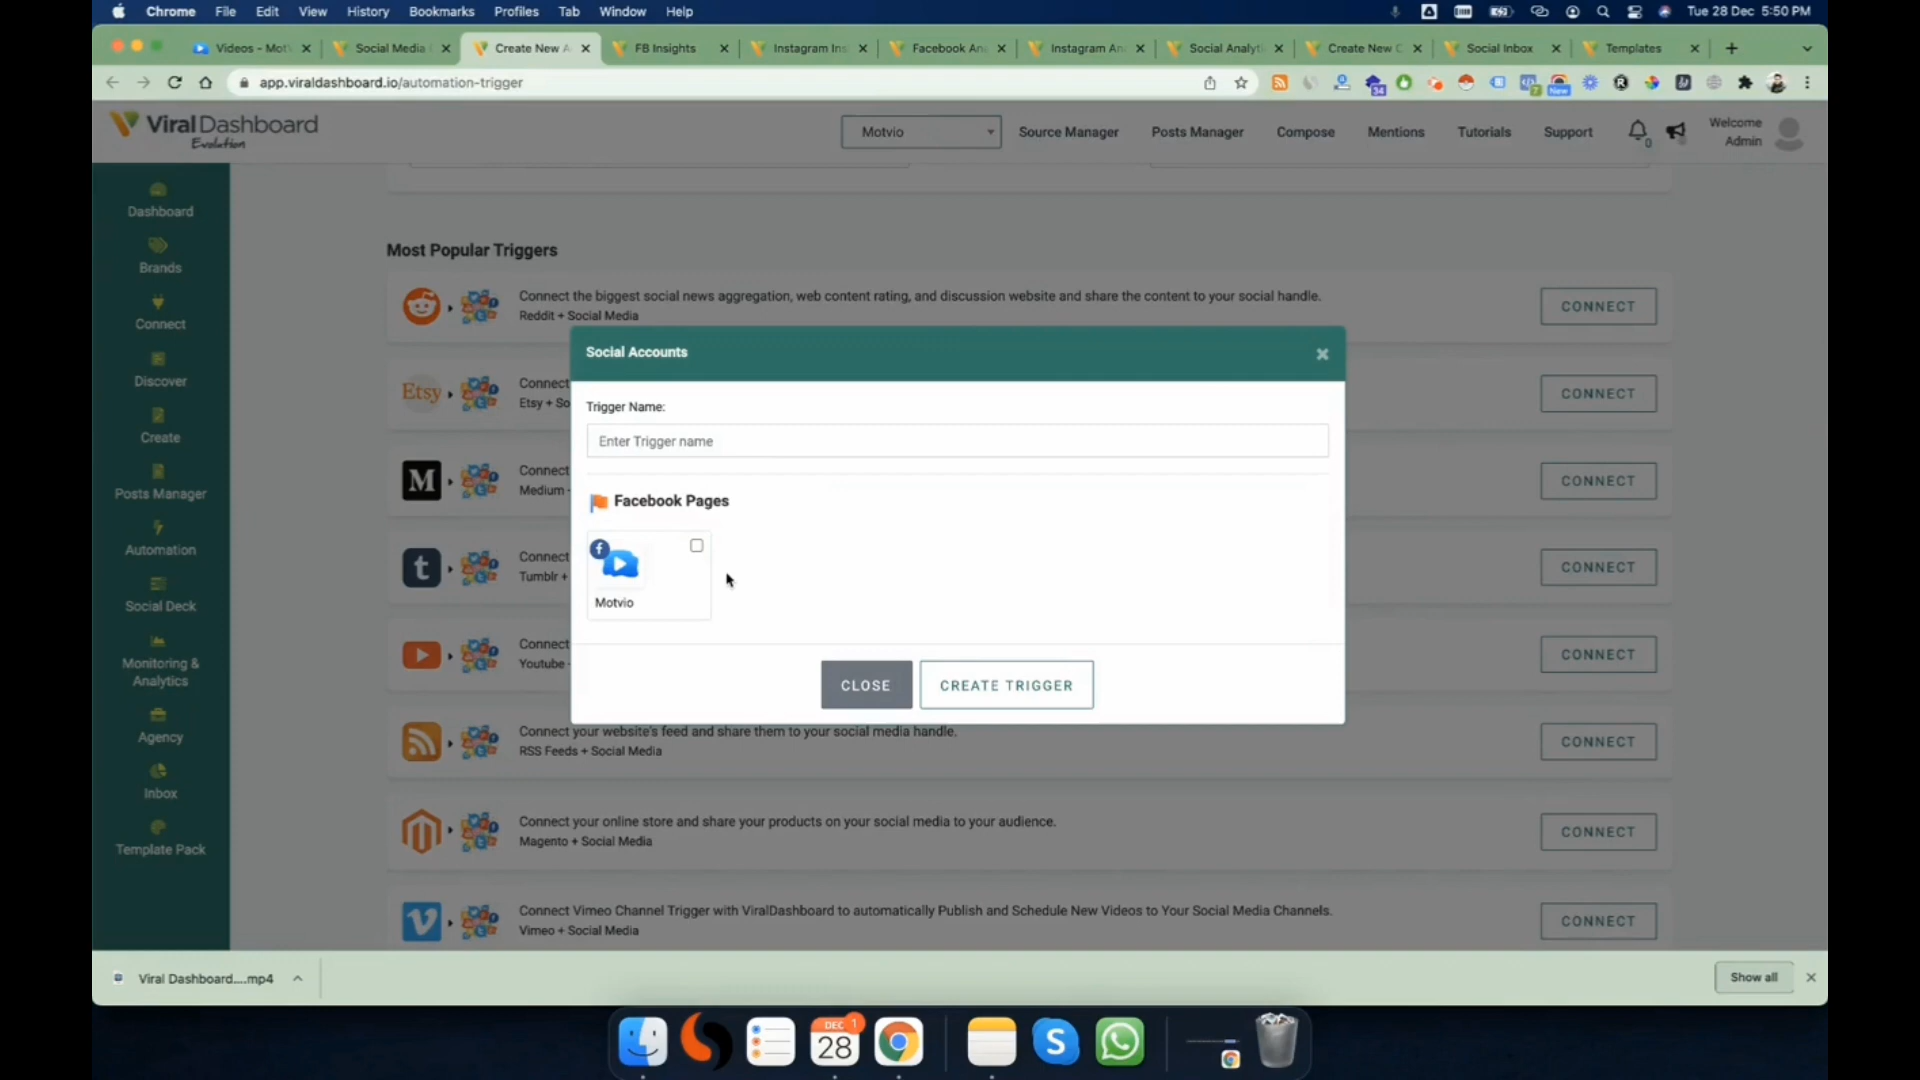 Chrome File Edit View History Bookmarks Profiles Tab Window Help Tue 28 Dec 5:50 PM
Videos - Mot Social Media Create New A FB Insights Instagram Ins Facebook An Instagram An Social Analyt Create New C Social Inbox Templates
app.viraldashboard.io/automation-trigger
34 7 New
Viral Dashboard
Evolution
Motvio Source Manager Posts Manager Compose Mentions Tutorials Support 0 Welcome
Admin
Dashboard
Brands
Connect
Discover
Create
Posts Manager
Automation
Social Deck
Monitoring &
Analytics
Agency
Inbox
Template Pack
Most Popular Triggers
Connect the biggest social news aggregation, web content rating, and discussion website and share the content to your social handle.
Reddit + Social Media
CONNECT
Etsy
Connect
Etsy + So
CONNECT
M
Connect
Medium
CONNECT
t
Connect
Tumblr +
CONNECT
Connect
Youtube
CONNECT
Connect your website's feed and share them to your social media handle.
RSS Feeds + Social Media
CONNECT
Connect your online store and share your products on your social media to your audience.
Magento + Social Media
CONNECT
Connect Vimeo Channel Trigger with ViralDashboard to automatically Publish and Schedule New Videos to Your Social Media Channels.
Vimeo + Social Media
CONNECT
Social Accounts
Trigger Name:
Enter Trigger name
Facebook Pages
Motvio
CLOSE CREATE TRIGGER
Viral Dashboard....mp4 Show all
DEC 1
28